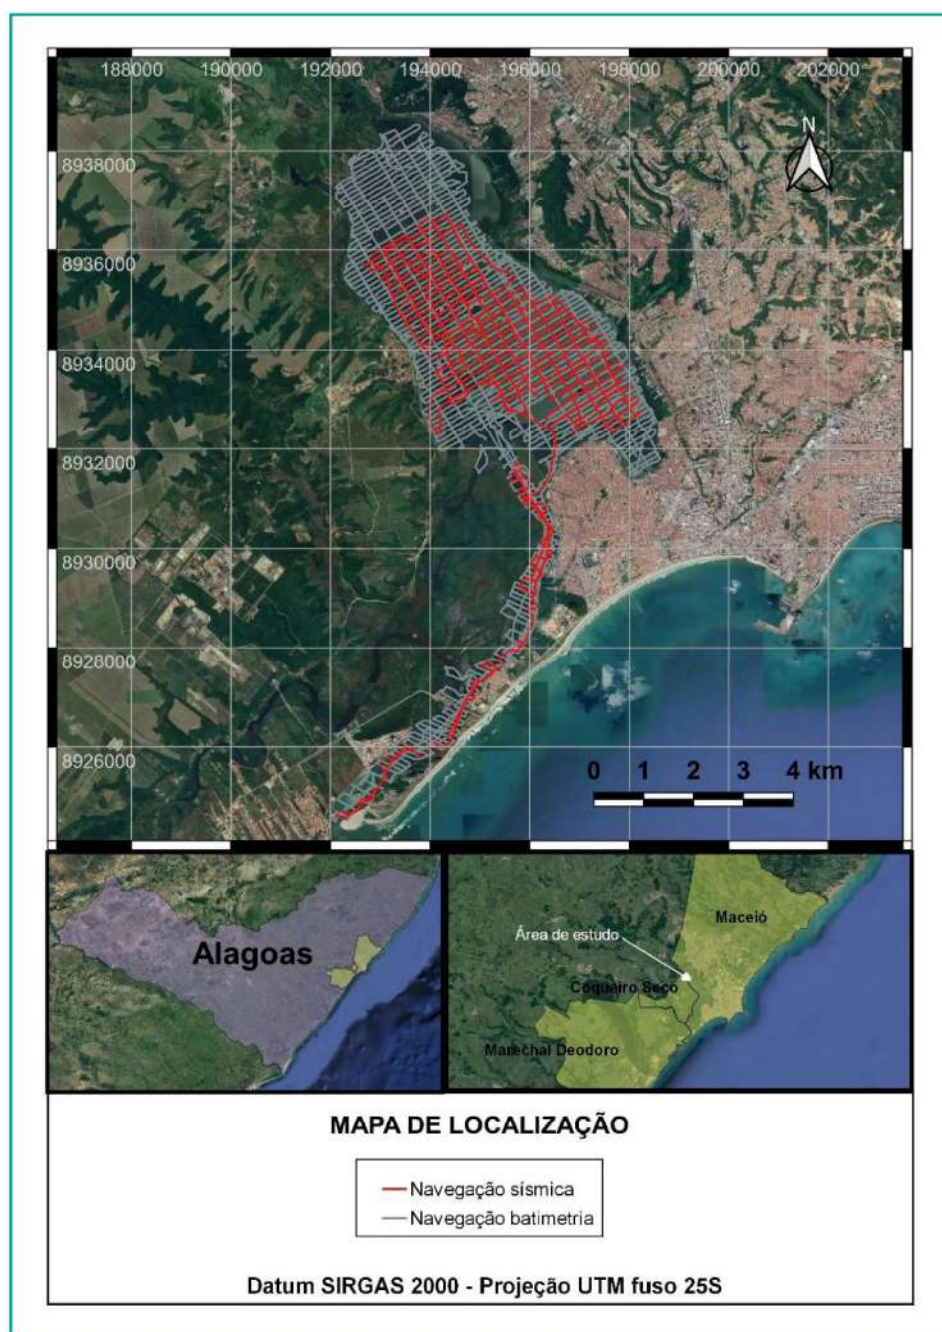 188000 190000 192000 194000 196000 198000 200000 202000
N
8938000
8936000
8934000
8932000
8930000
8928000
8926000
0 1 2 3 4 km
Alagoas
Maceió
Área de estudo
Coqueiro Seco
Marechal Deodoro
MAPA DE LOCALIZAÇÃO
Navegação sísmica
Navegação batimetria
Datum SIRGAS 2000 - Projeção UTM fuso 25S